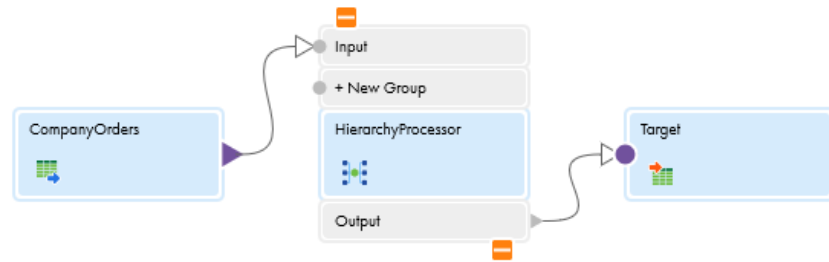 Input
+ New Group
CompanyOrders
HierarchyProcessor
Target
Output